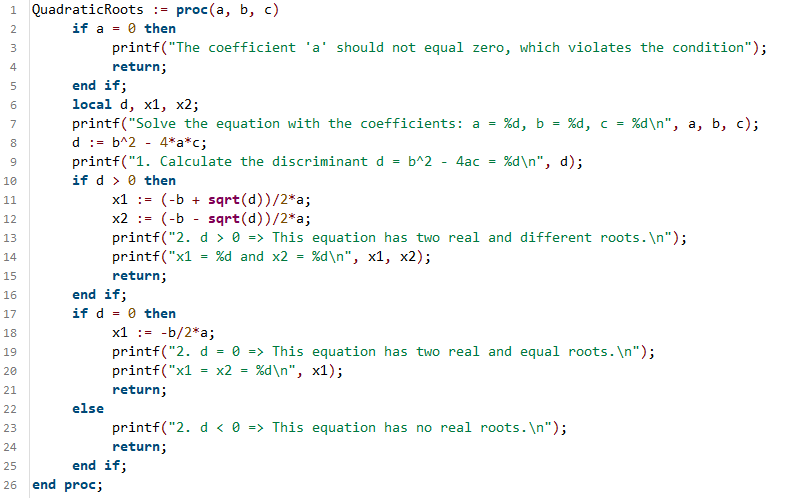 1 QuadraticRoots := proc(a, b, c)
2 if a = 0 then
3 printf("The coefficient 'a' should not equal zero, which violates the condition");
4 return;
5 end if;
6 local d, x1, x2;
7 printf("Solve the equation with the coefficients: a = %d, b = %d, c = %d\n", a, b, c);
8 d := b^2 - 4*a*c;
9 printf("1. Calculate the discriminant d = b^2 - 4ac = %d\n", d);
10 if d > 0 then
11 x1 := (-b + sqrt(d))/2*a;
12 x2 := (-b - sqrt(d))/2*a;
13 printf("2. d > 0 => This equation has two real and different roots.\n");
14 printf("x1 = %d and x2 = %d\n", x1, x2);
15 return;
16 end if;
17 if d = 0 then
18 x1 := -b/2*a;
19 printf("2. d = 0 => This equation has two real and equal roots.\n");
20 printf("x1 = x2 = %d\n", x1);
21 return;
22 else
23 printf("2. d < 0 => This equation has no real roots.\n");
24 return;
25 end if;
26 end proc;